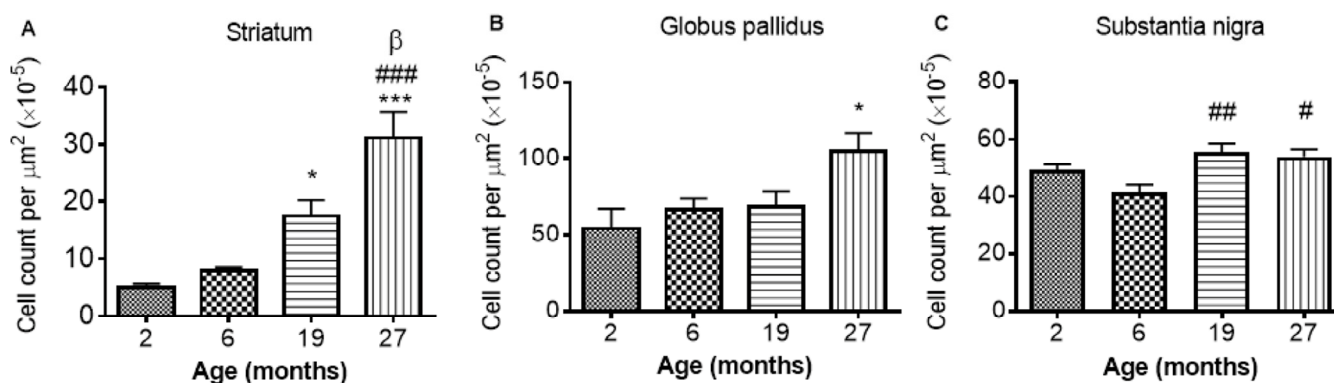 A
Striatum
β
###
***
*
Cell count per μm² (×10⁻⁵)
40
30
20
10
0
2 6 19 27
Age (months)
B
Globus pallidus
*
Cell count per μm² (×10⁻⁵)
150
100
50
0
2 6 19 27
Age (months)
C
Substantia nigra
## #
Cell count per μm² (×10⁻⁵)
80
60
40
20
0
2 6 19 27
Age (months)